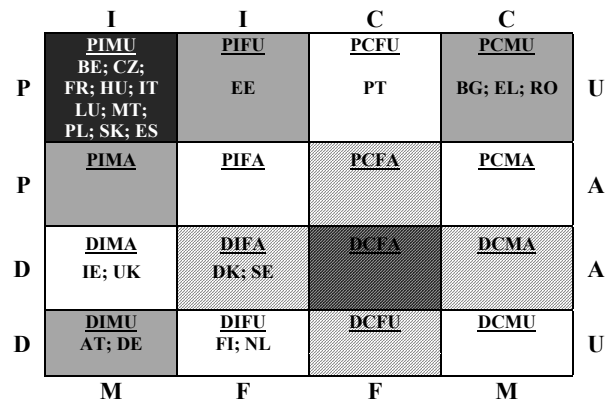 I I C C
P U
PIMU PIFU PCFU PCMU
BE; CZ;
FR; HU; IT EE PT BG; EL; RO
LU; MT;
PL; SK; ES
P A
PIMA PIFA PCFA PCMA
D A
DIMA DIFA DCFA DCMA
IE; UK DK; SE
D U
DIMU DIFU DCFU DCMU
AT; DE FI; NL
M F F M